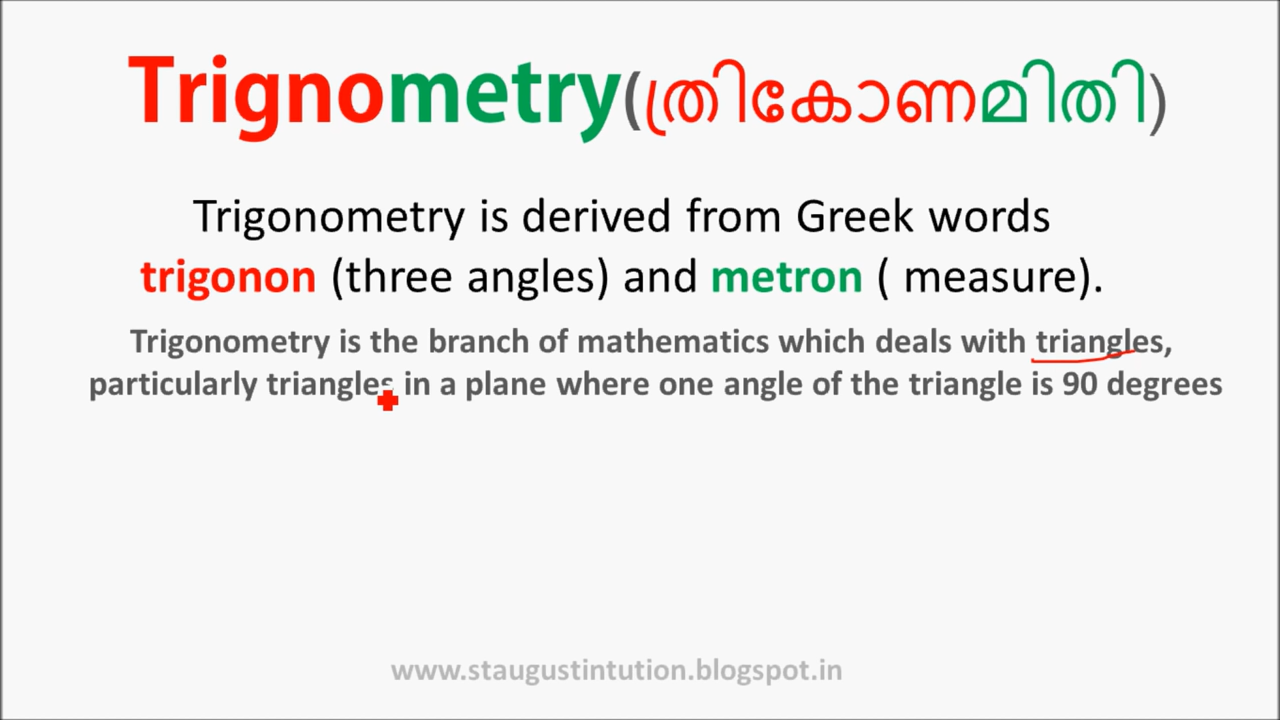 Trignometry(ത്രികോണമിതി)
Trigonometry is derived from Greek words
trigonon (three angles) and metron ( measure).
Trigonometry is the branch of mathematics which deals with triangles,
particularly triangles in a plane where one angle of the triangle is 90 degrees
www.staugustintution.blogspot.in